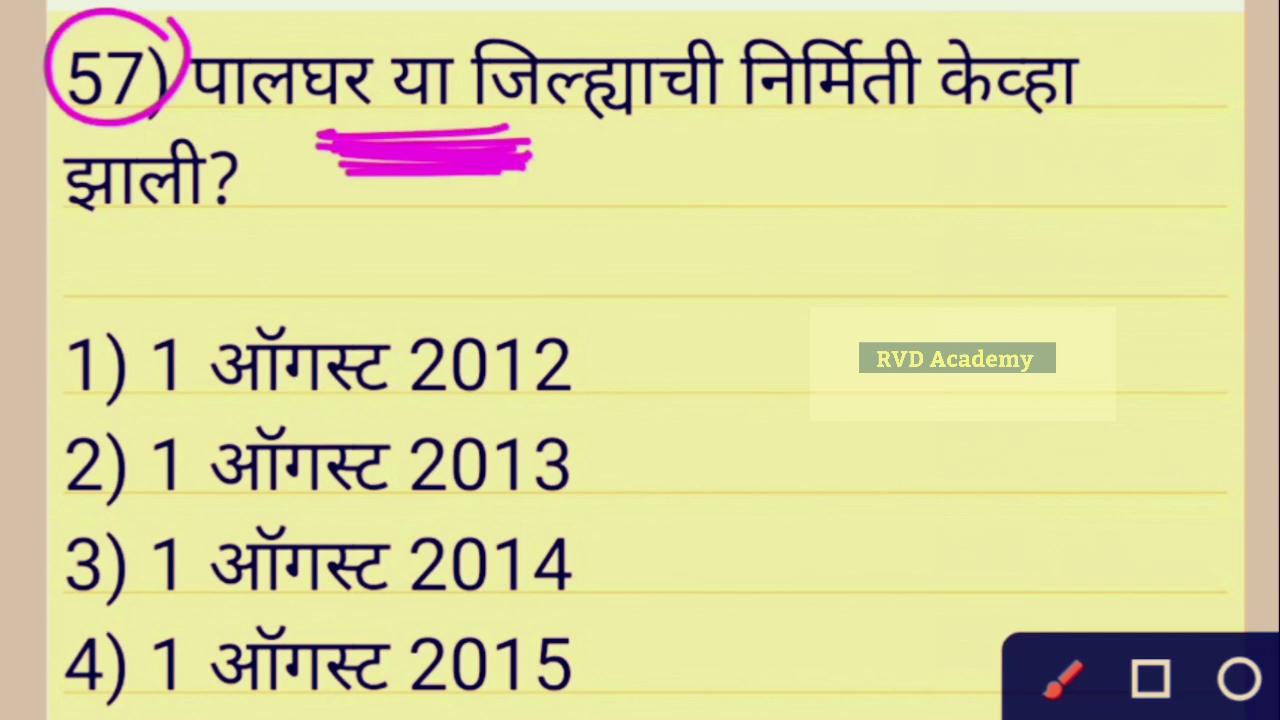 57) पालघर या जिल्ह्याची निर्मिती केव्हा
झाली?
1) 1 ऑगस्ट 2012
RVD Academy
2) 1 ऑगस्ट 2013
3) 1 ऑगस्ट 2014
4) 1 ऑगस्ट 2015